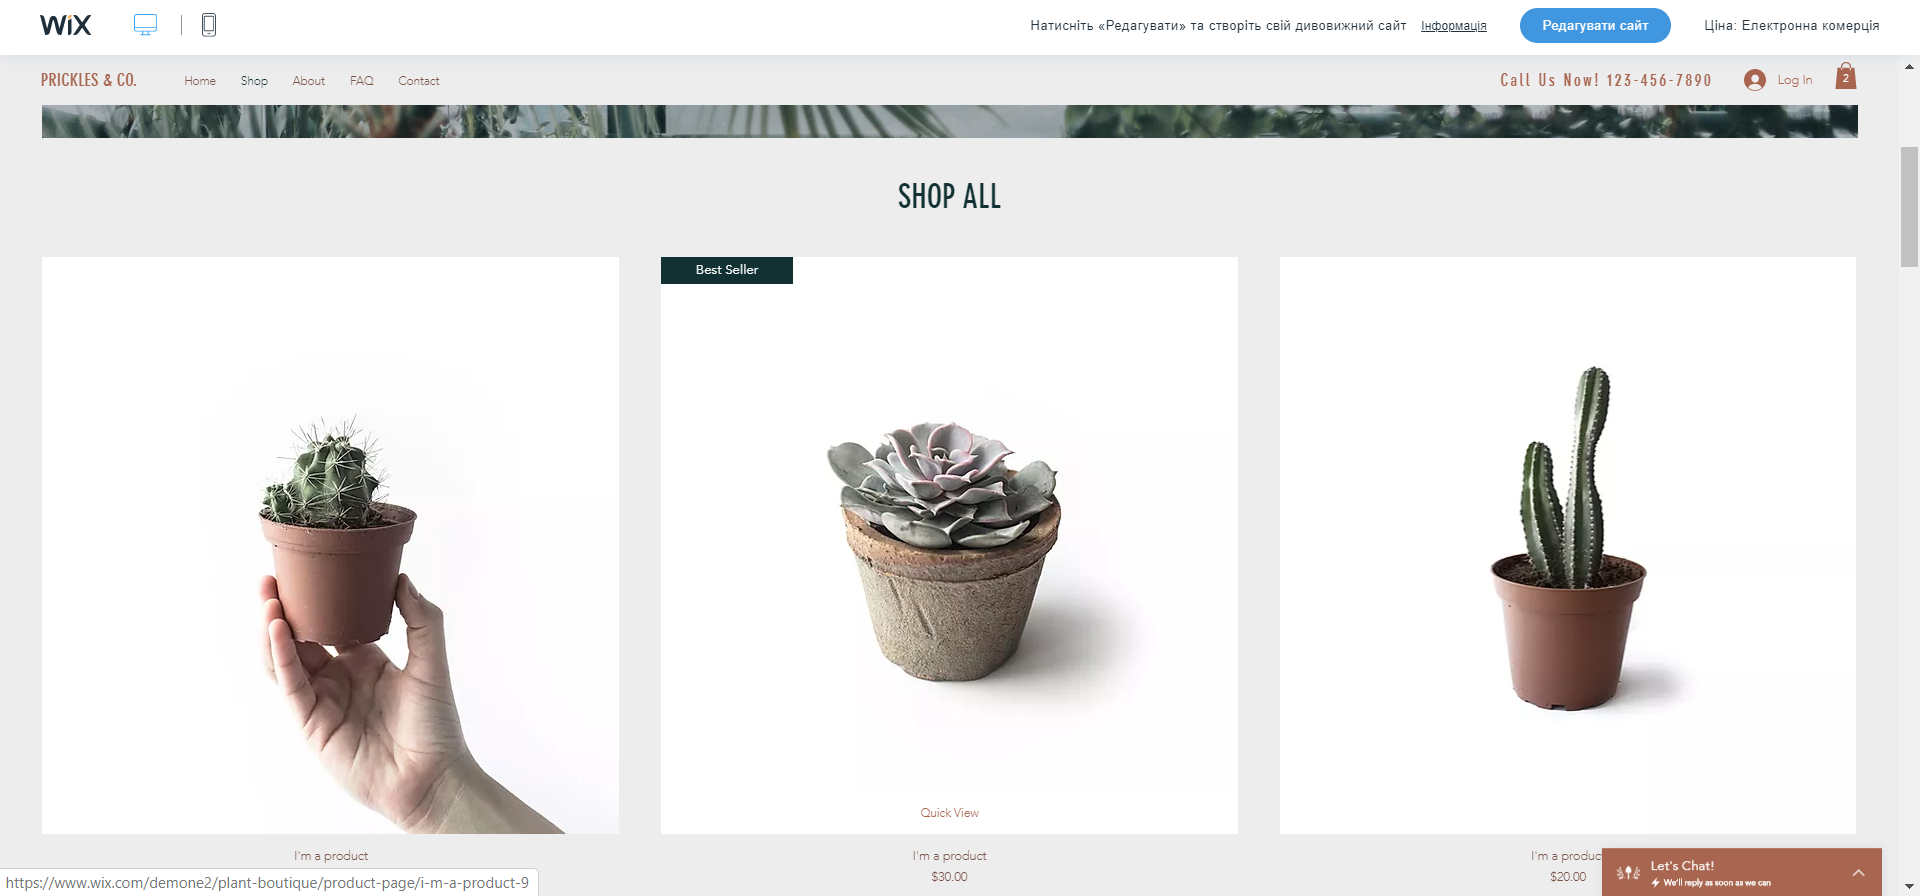 WiX
Натисніть «Редагувати» та створіть свій дивовижний сайт Інформація Редагувати сайт Ціна: Електронна комерція
PRICKLES & CO. Home Shop About FAQ Contact Call Us Now! 123-456-7890 Log In 2
SHOP ALL
Best Seller
Quick View
I'm a product I'm a product I'm a produc
$30.00 $20.00
Let's Chat!
We'll reply as soon as we can
https://www.wix.com/demone2/plant-boutique/product-page/i-m-a-product-9